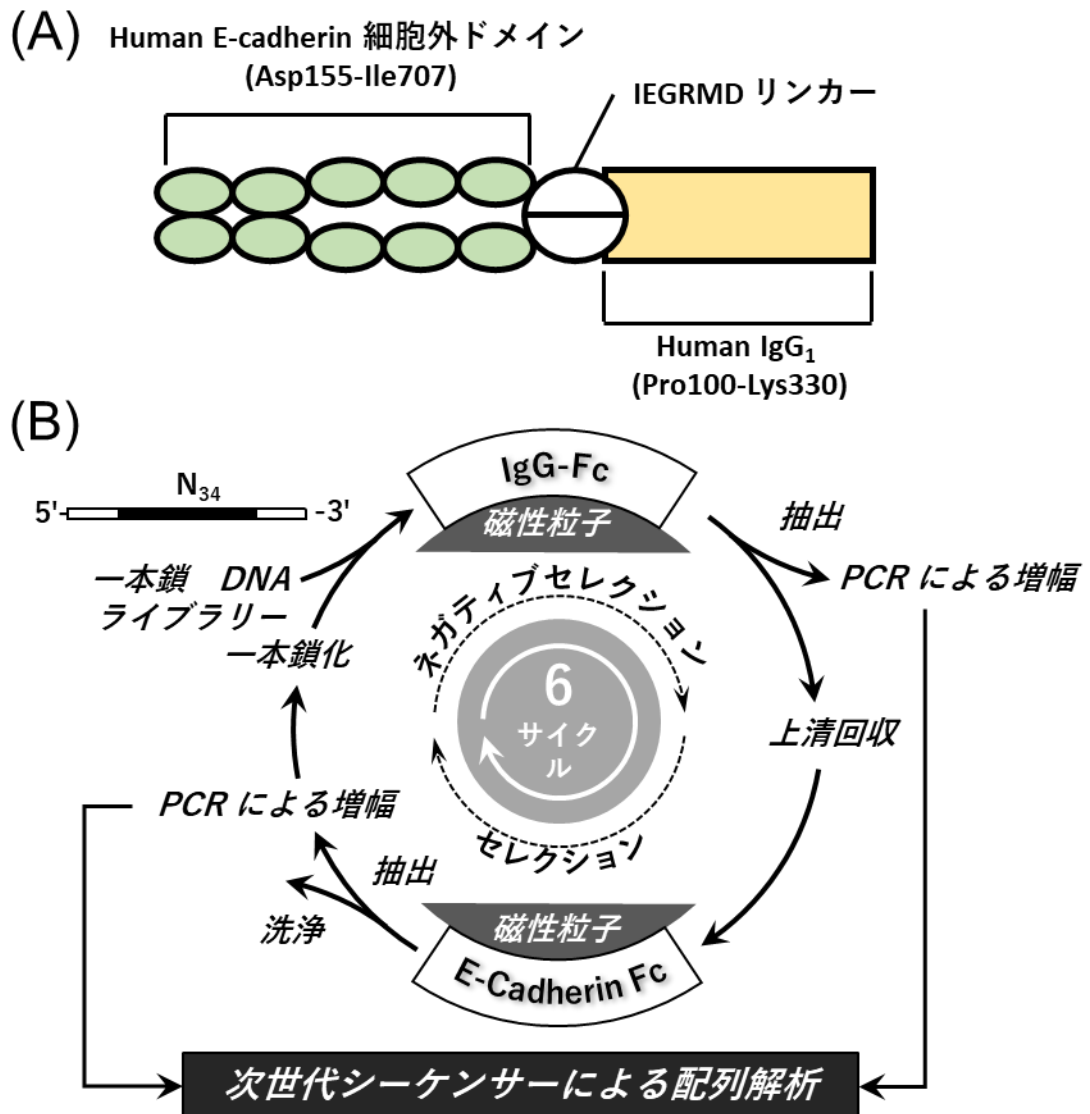 (A)
Human E-cadherin 細胞外ドメイン
(Asp155-Ile707)
IEGRMD リンカー
Human IgG₁
(Pro100-Lys330)
(B)
IgG-Fc
磁性粒子
N₃₄
5'-
-3'
一本鎖　DNA
ライブラリー
一本鎖化
抽出
PCR による増幅
ネガティブセレクション
6
サイク
ル
上清回収
PCR による増幅
セレクション
抽出
洗浄
磁性粒子
E-Cadherin Fc
次世代シーケンサーによる配列解析